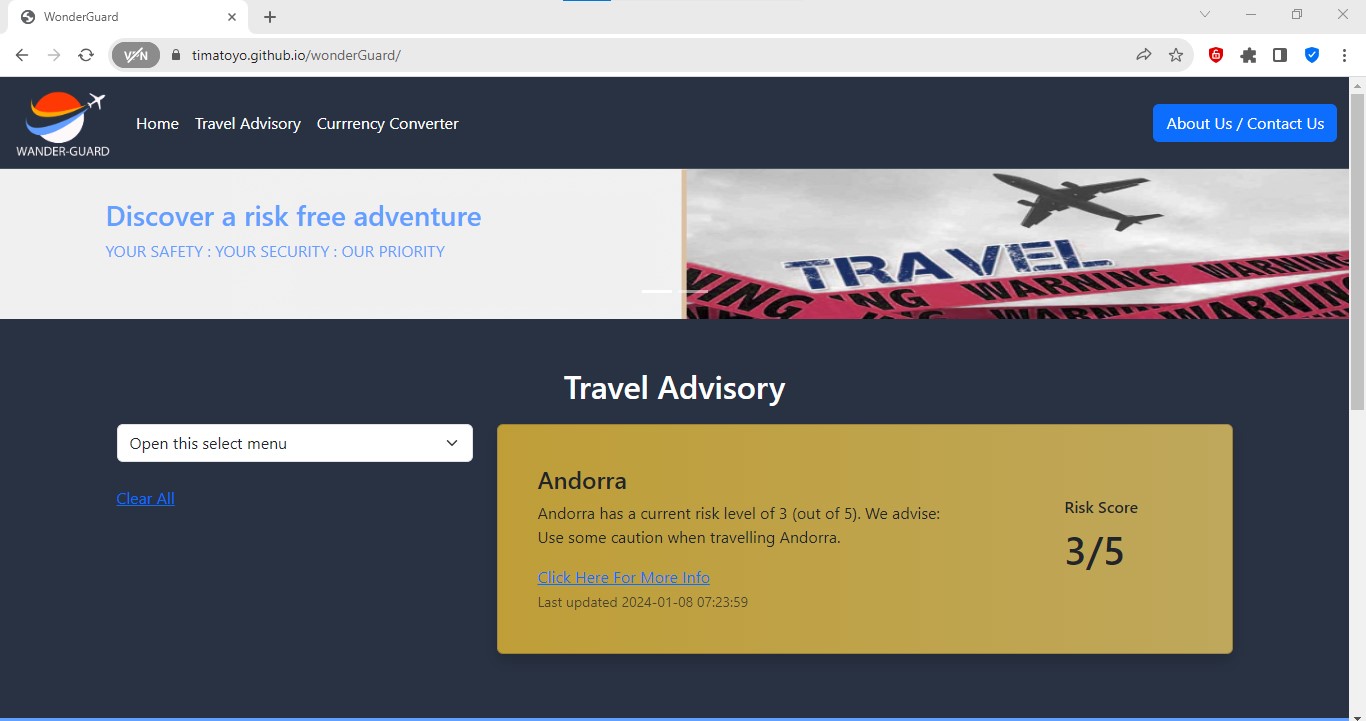 WonderGuard
VPN
timatoyo.github.io/wonderGuard/
WANDER-GUARD
Home
Travel Advisory
Currrency Converter
About Us / Contact Us
Discover a risk free adventure
YOUR SAFETY : YOUR SECURITY : OUR PRIORITY
TRAVEL
NING WARNING WARNING
WARNING WARNING
Travel Advisory
Open this select menu
Clear All
Andorra
Andorra has a current risk level of 3 (out of 5). We advise:
Use some caution when travelling Andorra.
Click Here For More Info
Last updated 2024-01-08 07:23:59
Risk Score
3/5